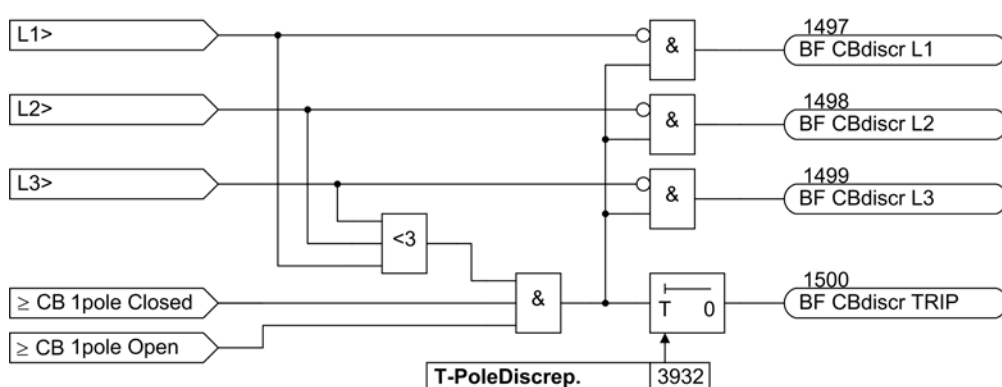 L1>
&
1497
BF CBdiscr L1
L2>
&
1498
BF CBdiscr L2
L3>
&
1499
BF CBdiscr L3
<3
≥ CB 1pole Closed
&
T 0
1500
BF CBdiscr TRIP
≥ CB 1pole Open
T-PoleDiscrep. 3932